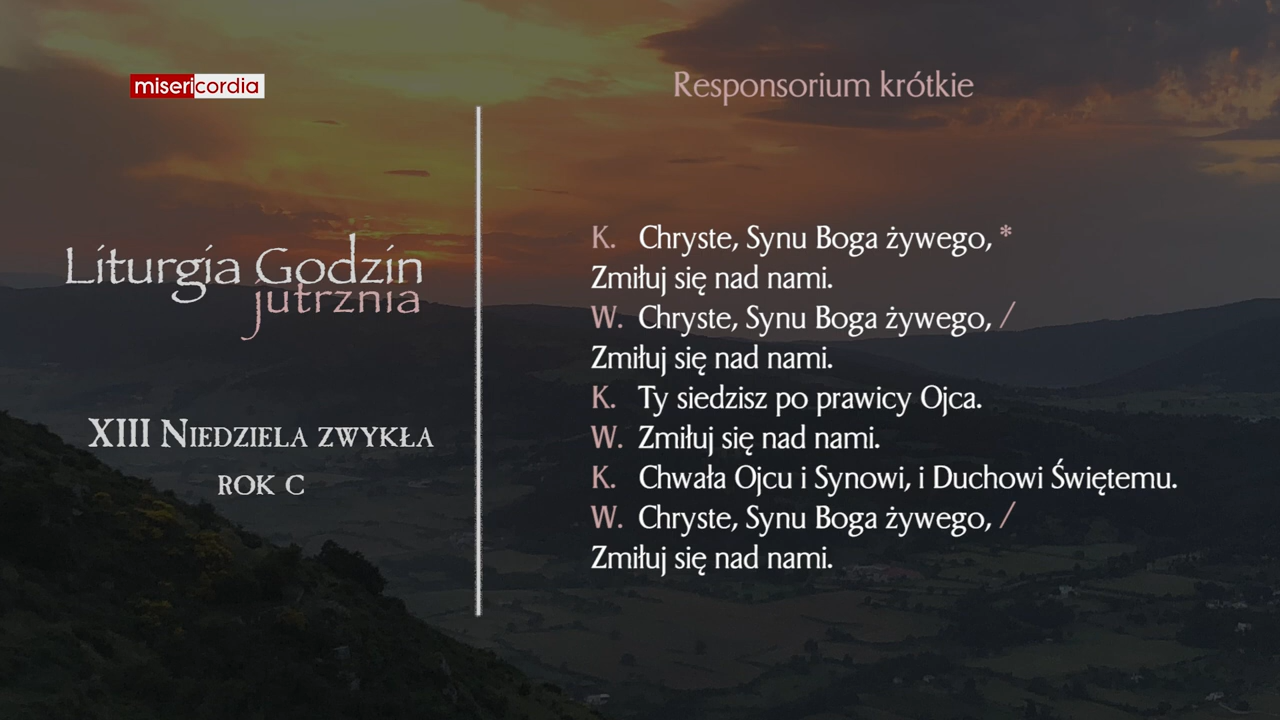 misericordia
Liturgia Godzin
jutrznia
XIII Niedziela zwykła
rok C
Responsorium krótkie
K. Chryste, Synu Boga żywego, *
Zmiłuj się nad nami.
W. Chryste, Synu Boga żywego, /
Zmiłuj się nad nami.
K. Ty siedzisz po prawicy Ojca.
W. Zmiłuj się nad nami.
K. Chwała Ojcu i Synowi, i Duchowi Świętemu.
W. Chryste, Synu Boga żywego, /
Zmiłuj się nad nami.